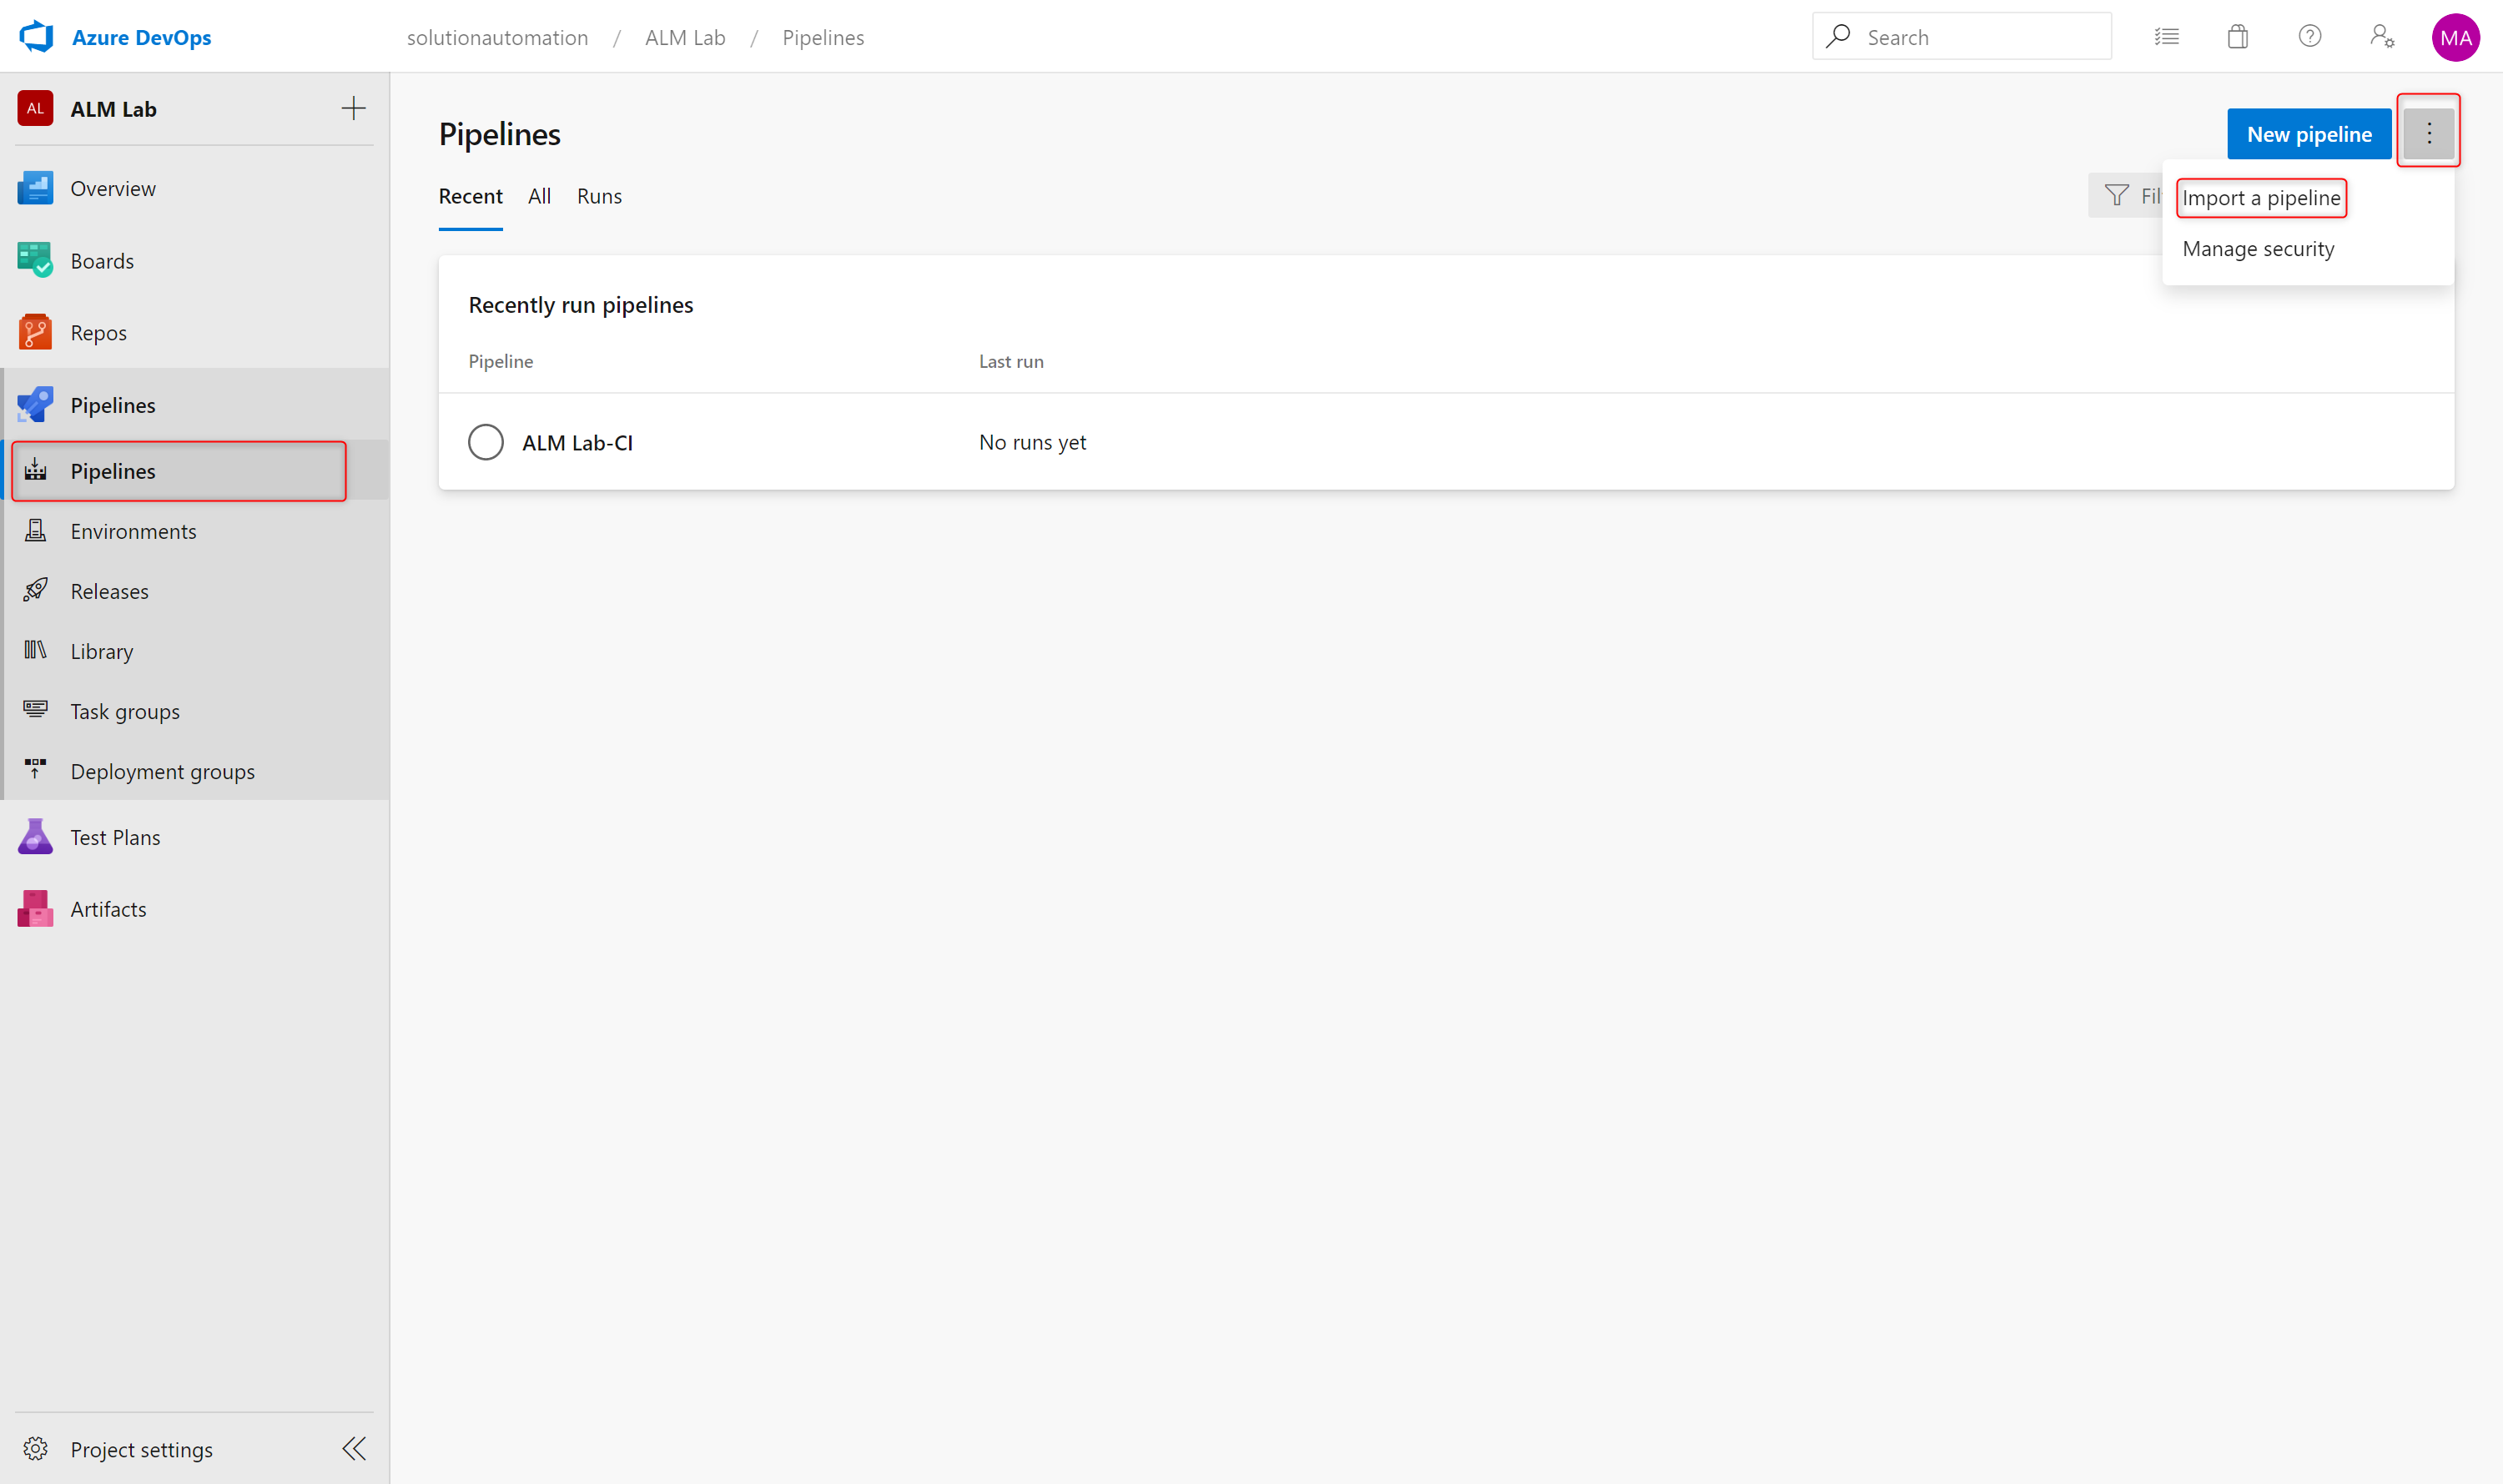 Azure DevOps
solutionautomation / ALM Lab / Pipelines
Search
MA
AL
ALM Lab
Overview
Boards
Repos
Pipelines
Pipelines
Environments
Releases
Library
Task groups
Deployment groups
Test Plans
Artifacts
Project settings
Pipelines
New pipeline
Recent All Runs
Import a pipeline
Manage security
Recently run pipelines
Pipeline Last run
ALM Lab-CI No runs yet